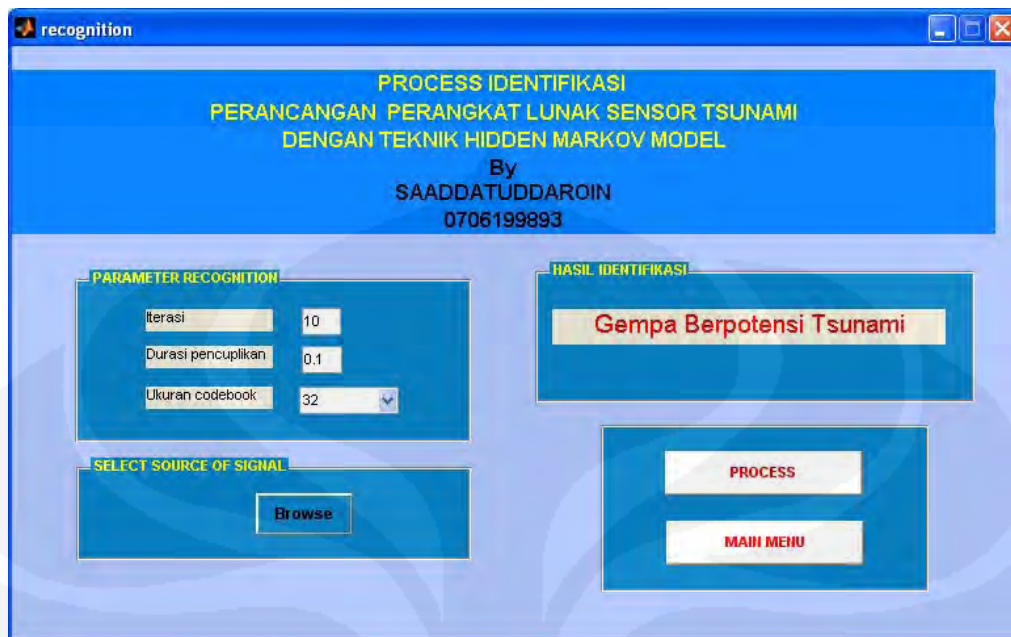 recognition
PROCESS IDENTIFIKASI
PERANCANGAN PERANGKAT LUNAK SENSOR TSUNAMI
DENGAN TEKNIK HIDDEN MARKOV MODEL
By
SAADDATUDDAROIN
0706199893
PARAMETER RECOGNITION
Iterasi
10
Durasi pencuplikan
0.1
Ukuran codebook
32
SELECT SOURCE OF SIGNAL
Browse
HASIL IDENTIFIKASI
Gempa Berpotensi Tsunami
PROCESS
MAIN MENU